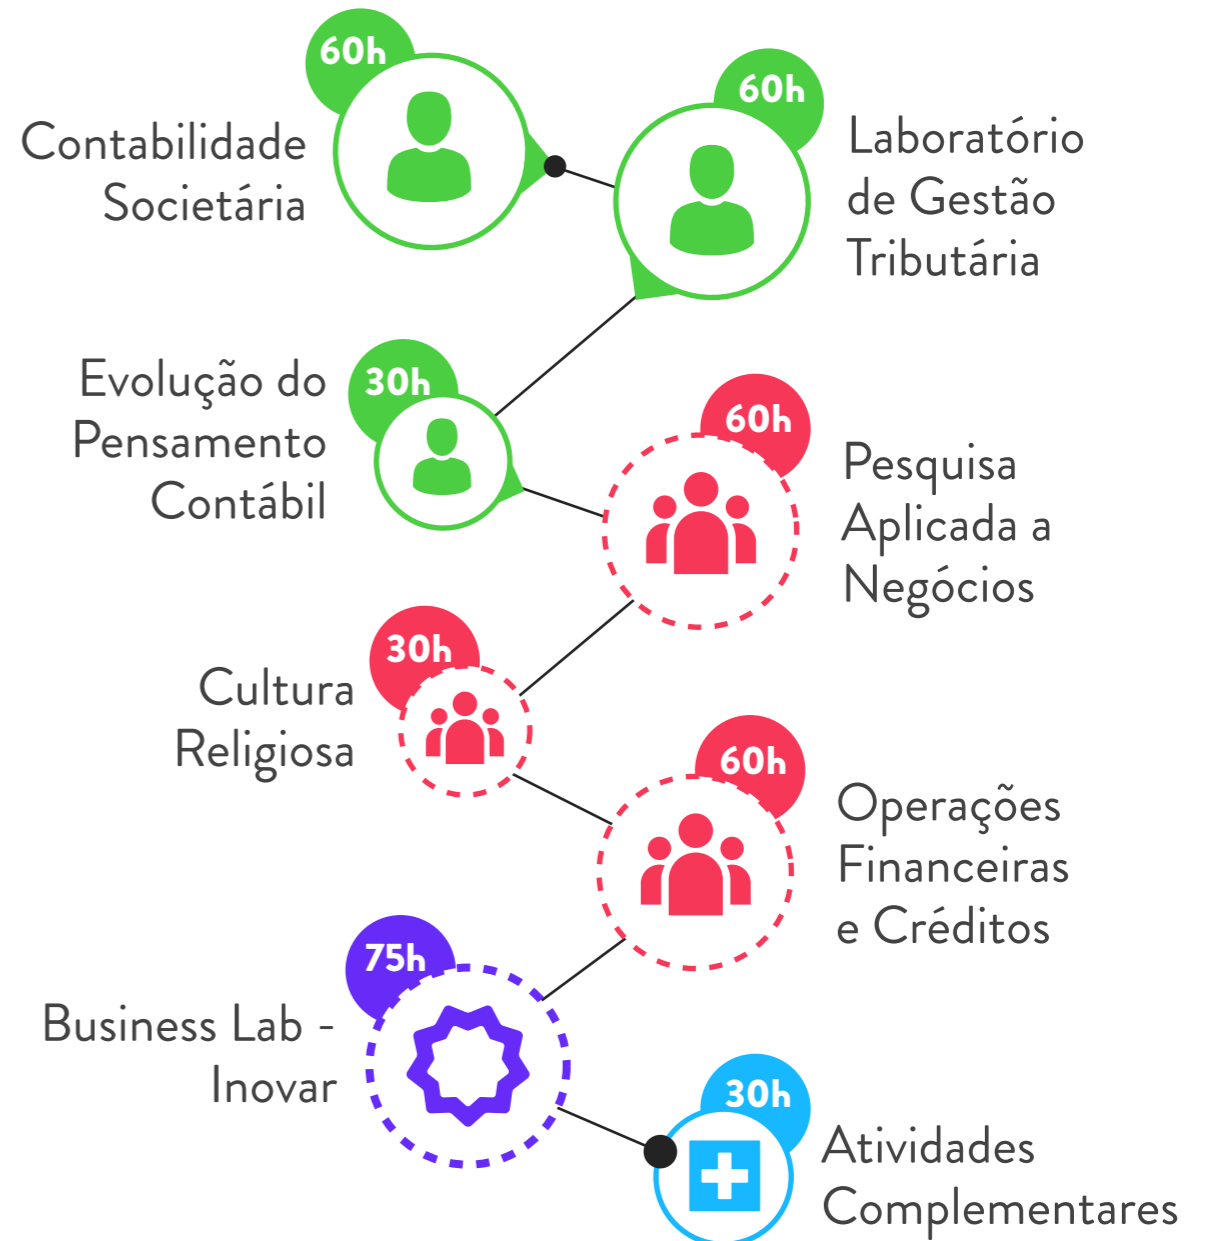 60h
Contabilidade
Societária
60h
Laboratório
de Gestão
Tributária
30h
Evolução do
Pensamento
Contábil
60h
Pesquisa
Aplicada a
Negócios
30h
Cultura
Religiosa
60h
Operações
Financeiras
e Créditos
75h
Business Lab -
Inovar
30h
Atividades
Complementares